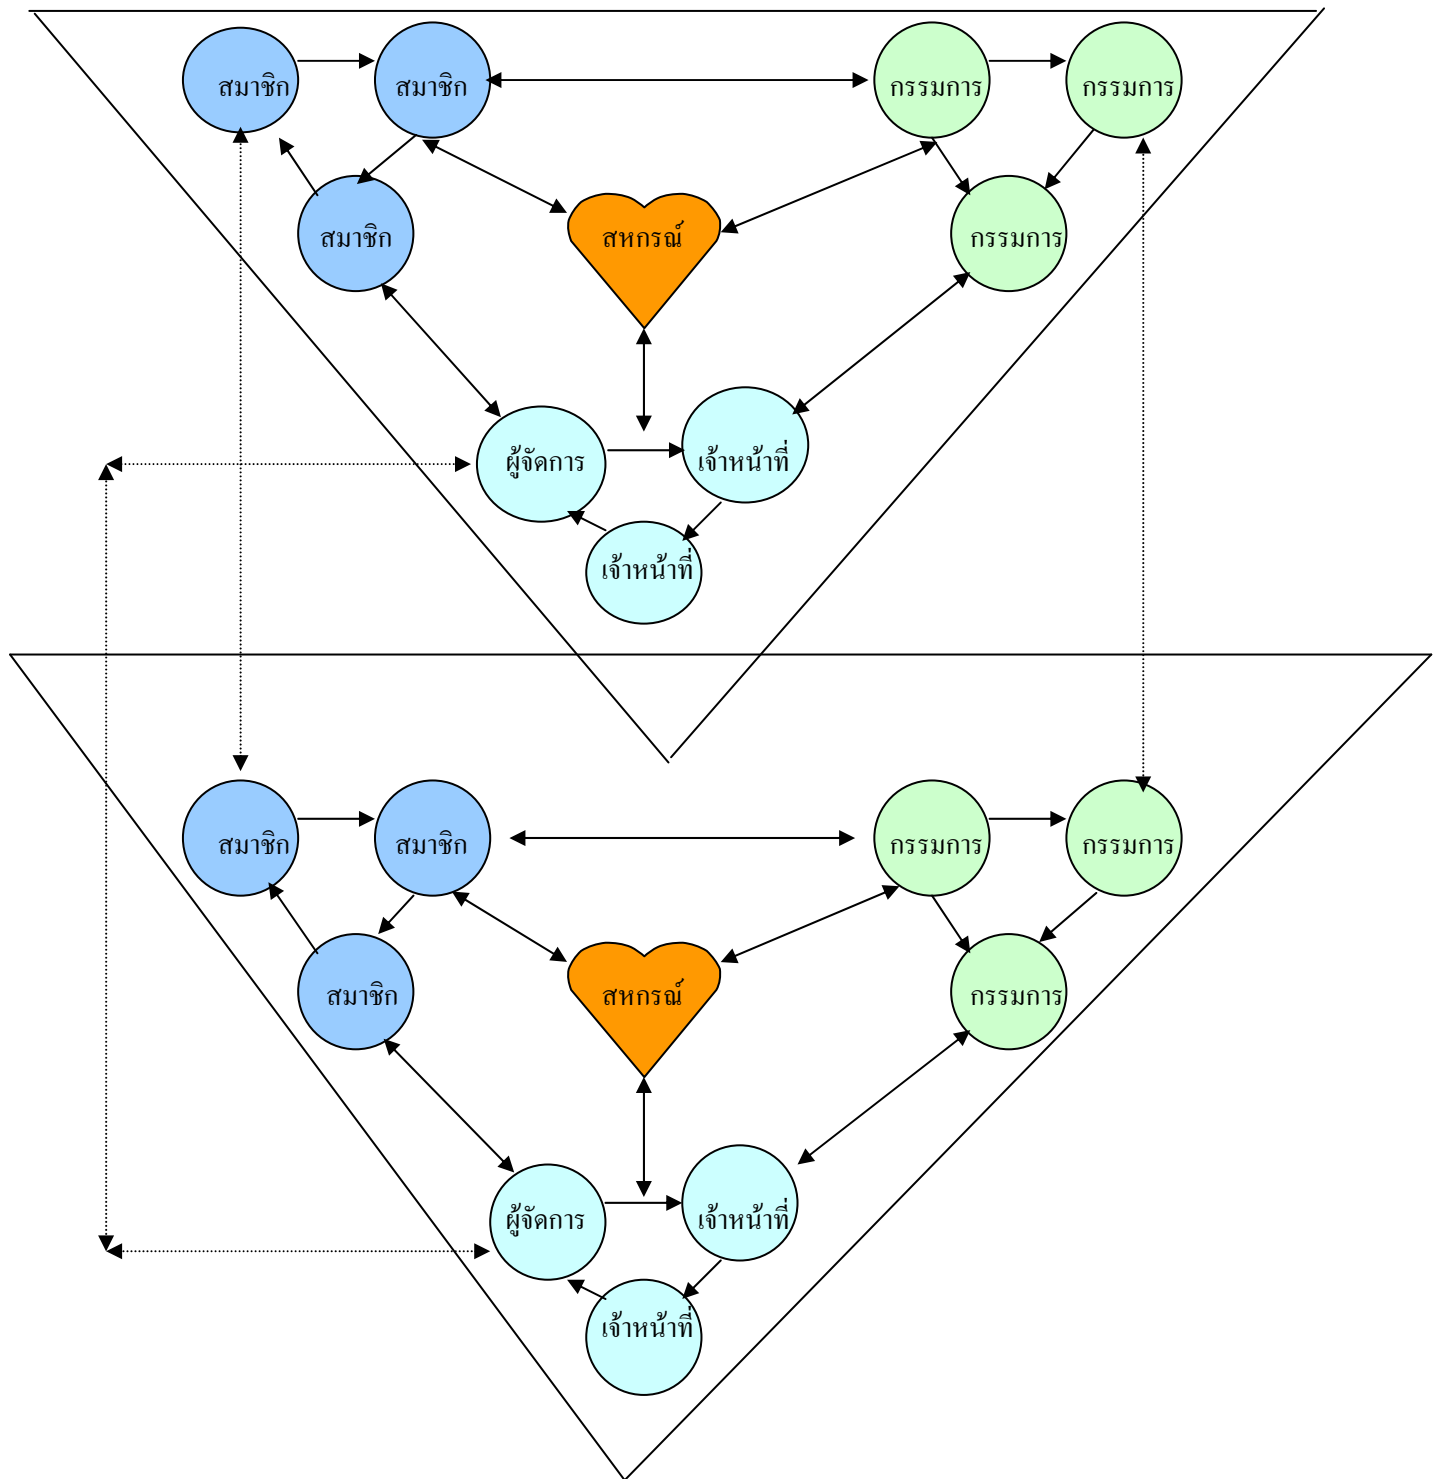 สมาชิก สมาชิก กรรมการ กรรมการ
สมาชิก สหกรณ์ กรรมการ
ผู้จัดการ เจ้าหน้าที่
เจ้าหน้าที่
สมาชิก สมาชิก กรรมการ กรรมการ
สมาชิก สหกรณ์ กรรมการ
ผู้จัดการ เจ้าหน้าที่
เจ้าหน้าที่